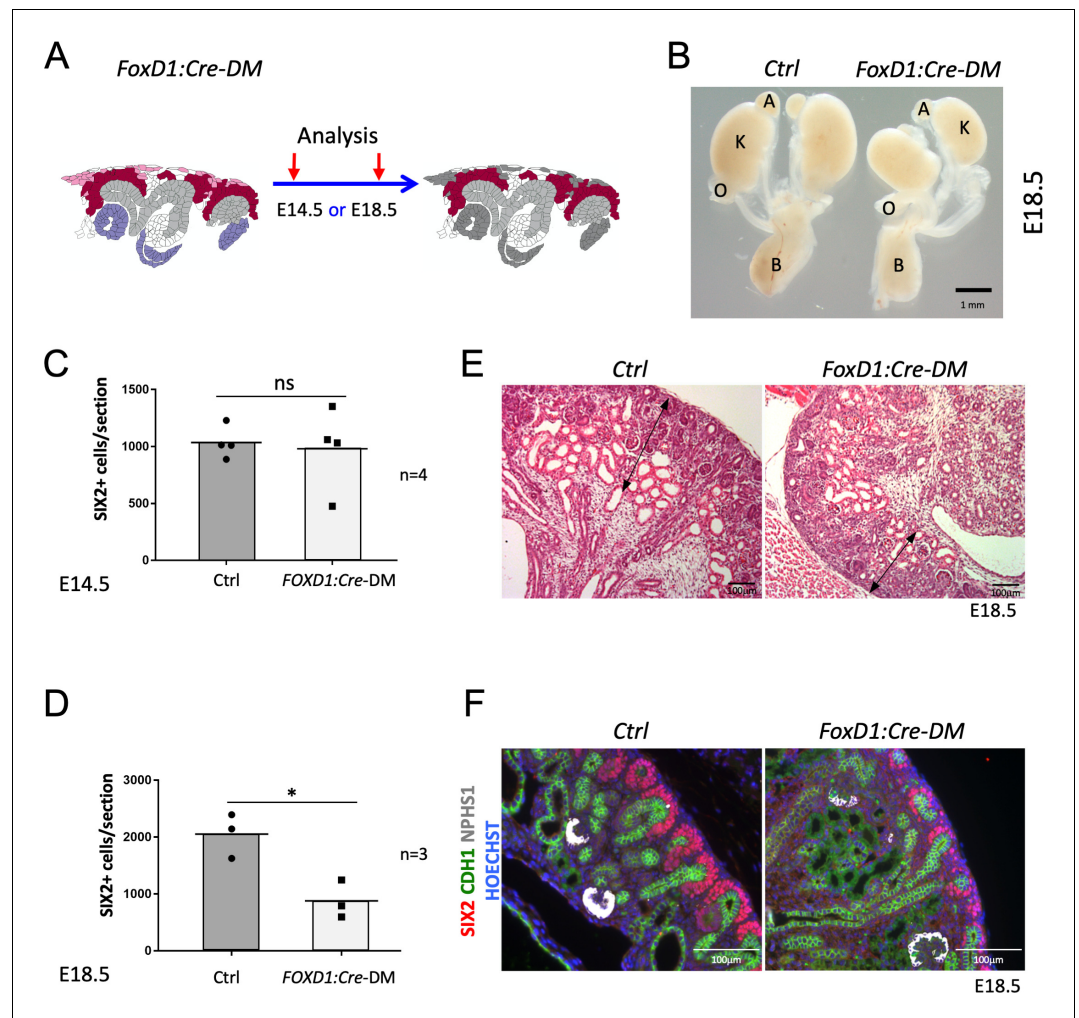 A
FoxD1:Cre-DM
Analysis
E14.5 or E18.5
B
Ctrl
FoxD1:Cre-DM
A
K
O
B
A
K
O
B
1 mm
E18.5
C
ns
SIX2+ cells/section
1500
1000
500
0
Ctrl
FOXD1:Cre-DM
n=4
E14.5
E
Ctrl
FoxD1:Cre-DM
100µm
100µm
E18.5
D
*
SIX2+ cells/section
3000
2000
1000
0
Ctrl
FOXD1:Cre-DM
n=3
E18.5
F
Ctrl
FoxD1:Cre-DM
SIX2 CDH1 NPHS1
HOECHST
100µm
100µm
E18.5